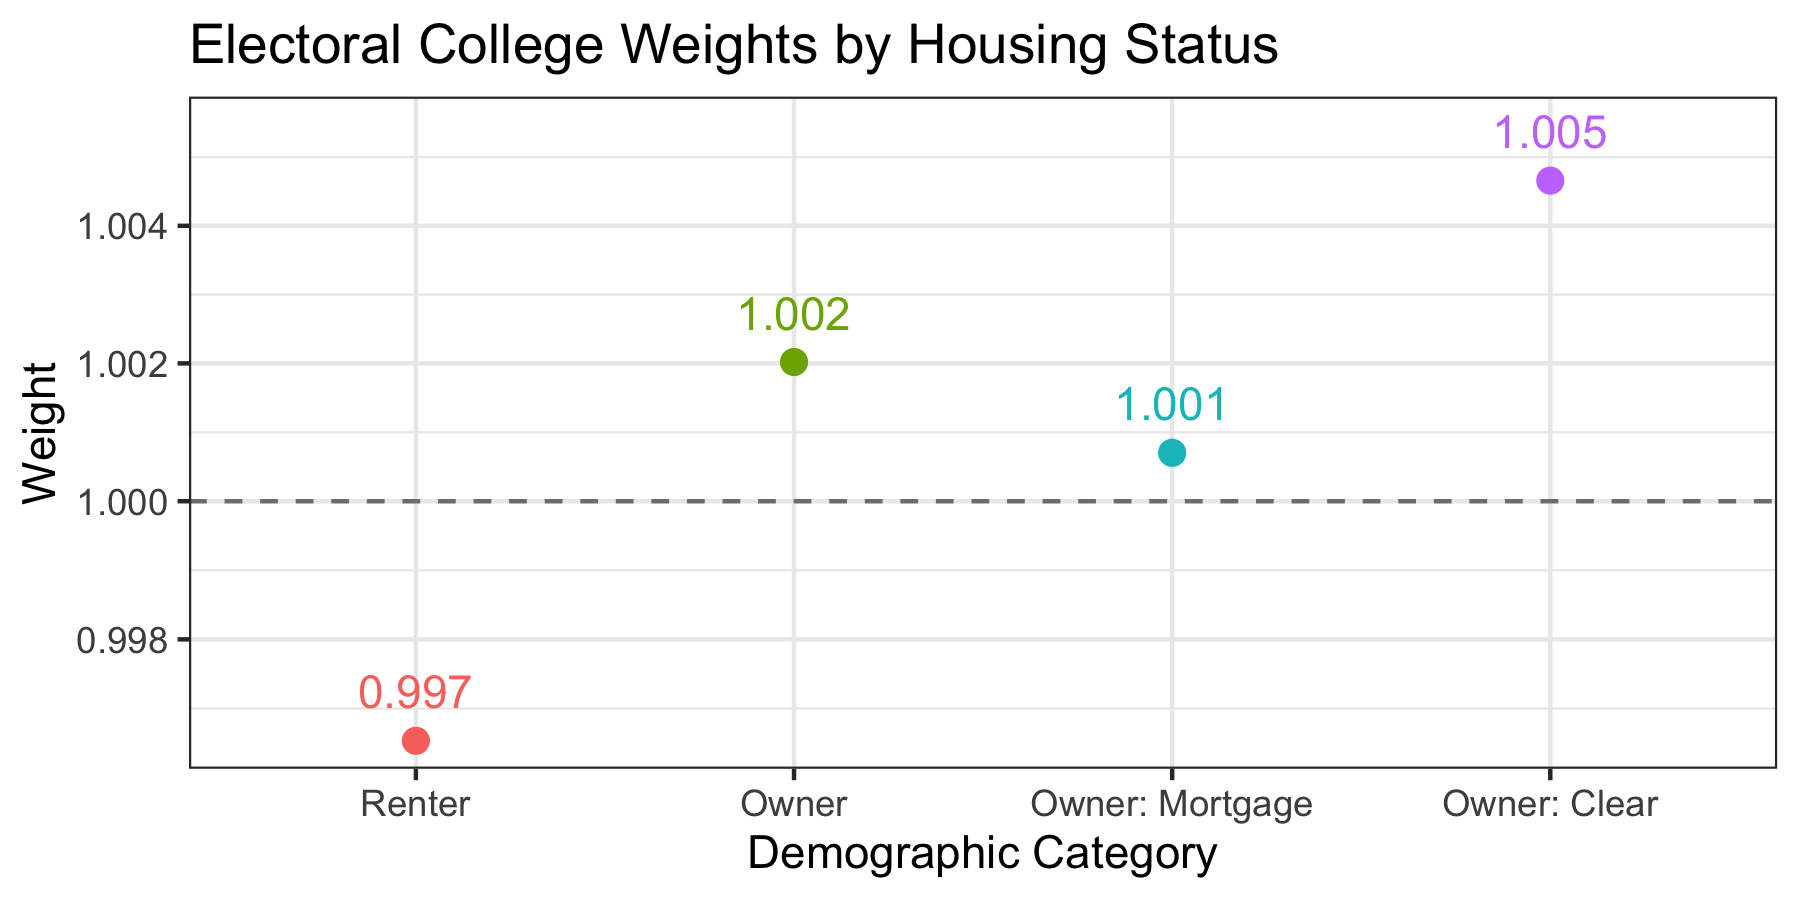 Electoral College Weights by Housing Status
1.005
1.004
1.002
1.002
1.001
Weight
1.000
0.998
0.997
Renter
Owner
Owner: Mortgage
Owner: Clear
Demographic Category